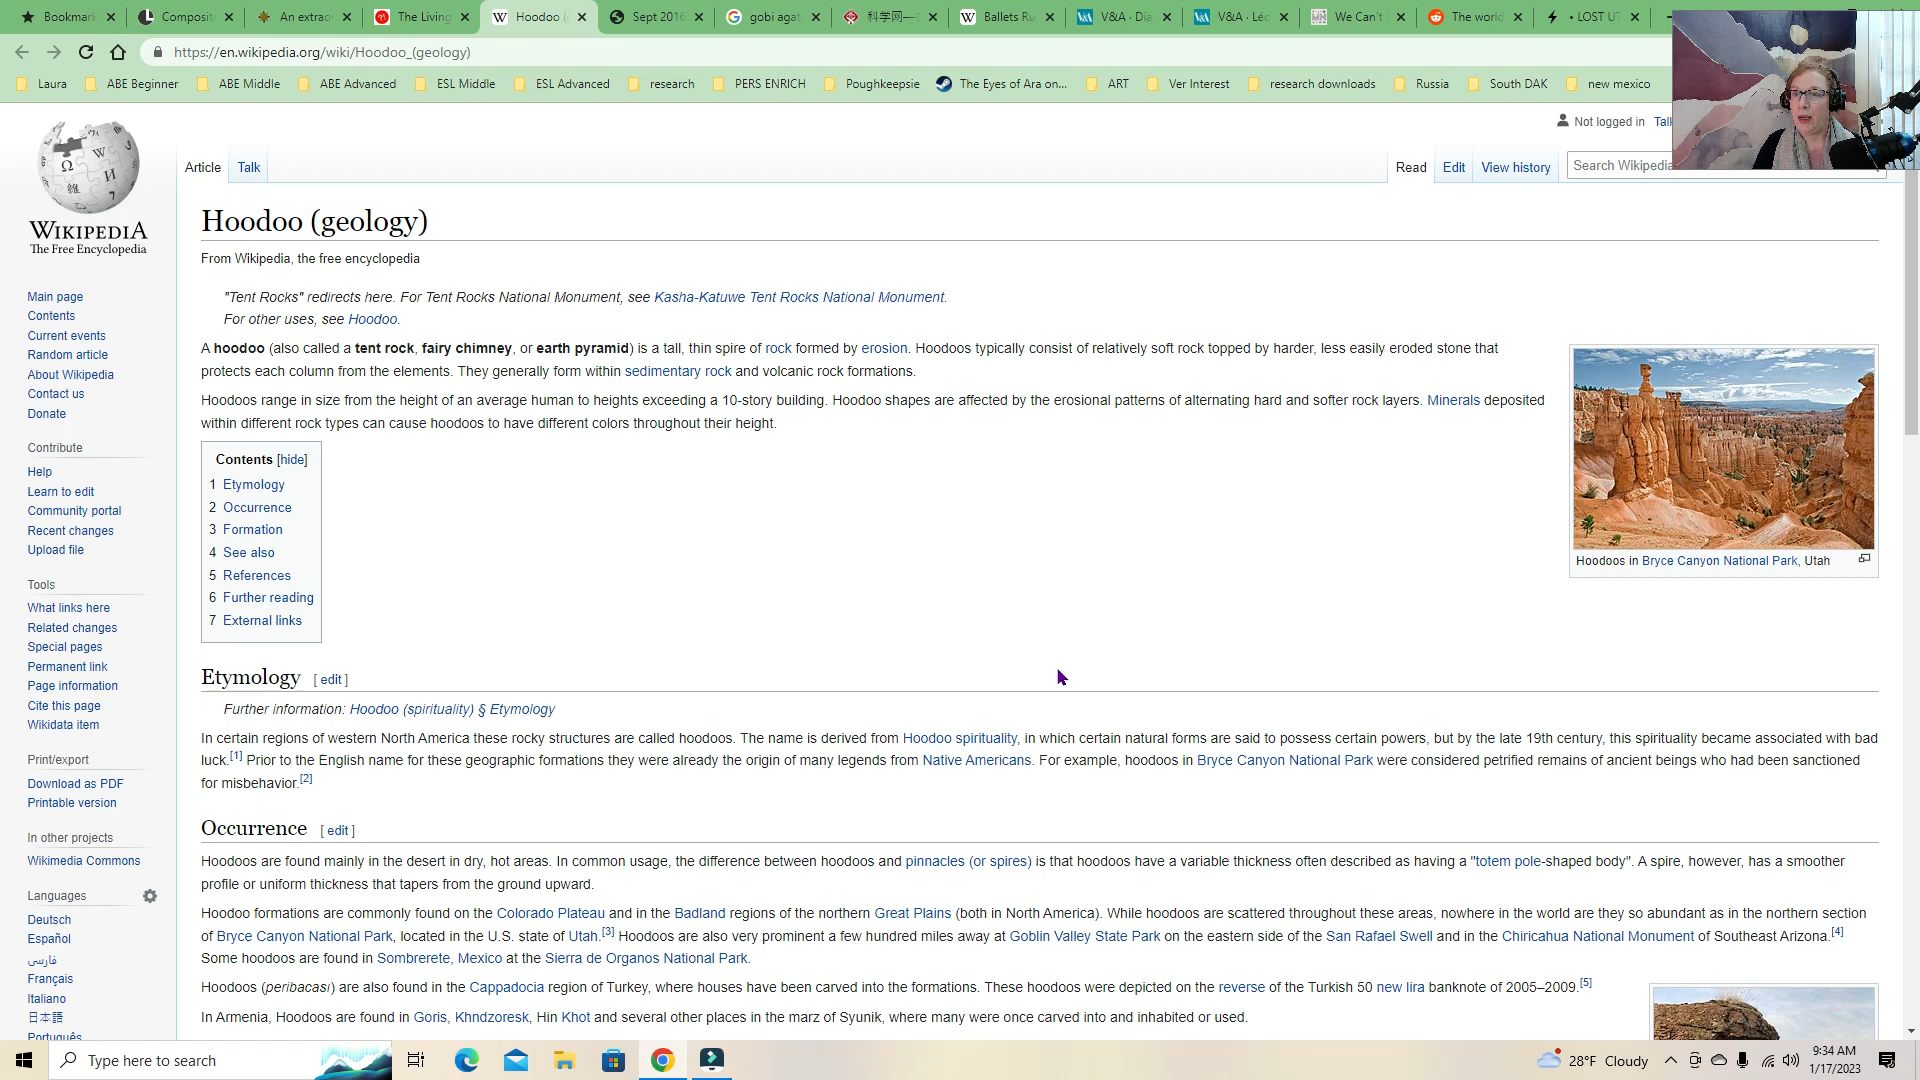 Bookmark
Composit
An extrao
The Living
Hoodoo (
Sept 2016
gobi agat
科学网—
Ballets Ru
V&A · Dia
V&A · Léo
We Can't
The world
• LOST UT
https://en.wikipedia.org/wiki/Hoodoo_(geology)
Laura ABE Beginner ABE Middle ABE Advanced ESL Middle ESL Advanced research PERS ENRICH Poughkeepsie The Eyes of Ara on... ART Ver Interest research downloads Russia South DAK new mexico
Not logged in Talk
Article Talk Read Edit View history Search Wikipedia
WIKIPEDIA
The Free Encyclopedia
Main page
Contents
Current events
Random article
About Wikipedia
Contact us
Donate
Contribute
Help
Learn to edit
Community portal
Recent changes
Upload file
Tools
What links here
Related changes
Special pages
Permanent link
Page information
Cite this page
Wikidata item
Print/export
Download as PDF
Printable version
In other projects
Wikimedia Commons
Languages
Deutsch
Español
فارسی
Français
Italiano
日本語
Português
Hoodoo (geology)
From Wikipedia, the free encyclopedia
"Tent Rocks" redirects here. For Tent Rocks National Monument, see Kasha-Katuwe Tent Rocks National Monument.
For other uses, see Hoodoo.
A hoodoo (also called a tent rock, fairy chimney, or earth pyramid) is a tall, thin spire of rock formed by erosion. Hoodoos typically consist of relatively soft rock topped by harder, less easily eroded stone that
protects each column from the elements. They generally form within sedimentary rock and volcanic rock formations.
Hoodoos range in size from the height of an average human to heights exceeding a 10-story building. Hoodoo shapes are affected by the erosional patterns of alternating hard and softer rock layers. Minerals deposited
within different rock types can cause hoodoos to have different colors throughout their height.
Hoodoos in Bryce Canyon National Park, Utah
Contents [hide]
1 Etymology
2 Occurrence
3 Formation
4 See also
5 References
6 Further reading
7 External links
Etymology [ edit ]
Further information: Hoodoo (spirituality) § Etymology
In certain regions of western North America these rocky structures are called hoodoos. The name is derived from Hoodoo spirituality, in which certain natural forms are said to possess certain powers, but by the late 19th century, this spirituality became associated with bad
luck.[1] Prior to the English name for these geographic formations they were already the origin of many legends from Native Americans. For example, hoodoos in Bryce Canyon National Park were considered petrified remains of ancient beings who had been sanctioned
for misbehavior.[2]
Occurrence [ edit ]
Hoodoos are found mainly in the desert in dry, hot areas. In common usage, the difference between hoodoos and pinnacles (or spires) is that hoodoos have a variable thickness often described as having a "totem pole-shaped body". A spire, however, has a smoother
profile or uniform thickness that tapers from the ground upward.
Hoodoo formations are commonly found on the Colorado Plateau and in the Badland regions of the northern Great Plains (both in North America). While hoodoos are scattered throughout these areas, nowhere in the world are they so abundant as in the northern section
of Bryce Canyon National Park, located in the U.S. state of Utah.[3] Hoodoos are also very prominent a few hundred miles away at Goblin Valley State Park on the eastern side of the San Rafael Swell and in the Chiricahua National Monument of Southeast Arizona.[4]
Some hoodoos are found in Sombrerete, Mexico at the Sierra de Organos National Park.
Hoodoos (peribacası) are also found in the Cappadocia region of Turkey, where houses have been carved into the formations. These hoodoos were depicted on the reverse of the Turkish 50 new lira banknote of 2005–2009.[5]
In Armenia, Hoodoos are found in Goris, Khndzoresk, Hin Khot and several other places in the marz of Syunik, where many were once carved into and inhabited or used.
Type here to search
28°F Cloudy
9:34 AM
1/17/2023